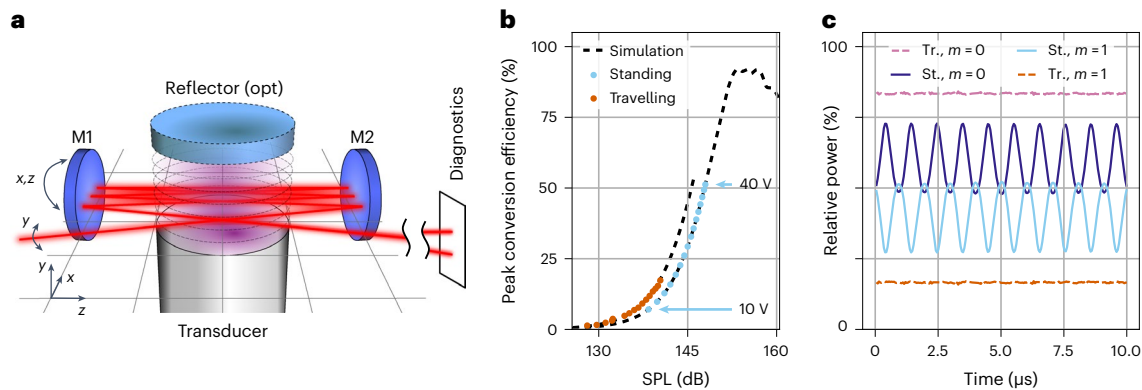 a
Reflector (opt)
M1
M2
Diagnostics
x,z
y
y
x
z
Transducer
b
Peak conversion efficiency (%)
100
75
50
25
0
Simulation
Standing
Travelling
40 V
10 V
130
145
160
SPL (dB)
c
Relative power (%)
100
0
Tr., m = 0
St., m = 1
St., m = 0
Tr., m = 1
0
2.5
5.0
7.5
10.0
Time (µs)